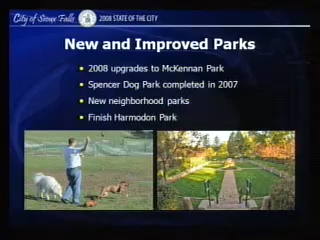 City of Sioux Falls 2008 STATE OF THE CITY
New and Improved Parks
2008 upgrades to McKennan Park
Spencer Dog Park completed in 2007
New neighborhood parks
Finish Harmodon Park